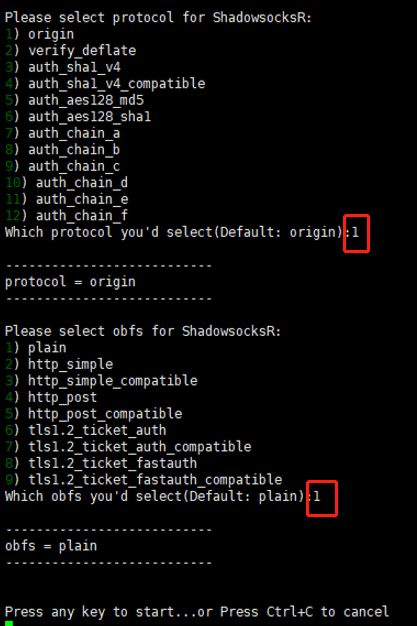 Please select protocol for ShadowsocksR:
1) origin
2) verify_deflate
3) auth_sha1_v4
4) auth_sha1_v4_compatible
5) auth_aes128_md5
6) auth_aes128_sha1
7) auth_chain_a
8) auth_chain_b
9) auth_chain_c
10) auth_chain_d
11) auth_chain_e
12) auth_chain_f
Which protocol you'd select(Default: origin):1
---------------------------
protocol = origin
---------------------------
Please select obfs for ShadowsocksR:
1) plain
2) http_simple
3) http_simple_compatible
4) http_post
5) http_post_compatible
6) tls1.2_ticket_auth
7) tls1.2_ticket_auth_compatible
8) tls1.2_ticket_fastauth
9) tls1.2_ticket_fastauth_compatible
Which obfs you'd select(Default: plain):1
---------------------------
obfs = plain
---------------------------
Press any key to start...or Press Ctrl+C to cancel